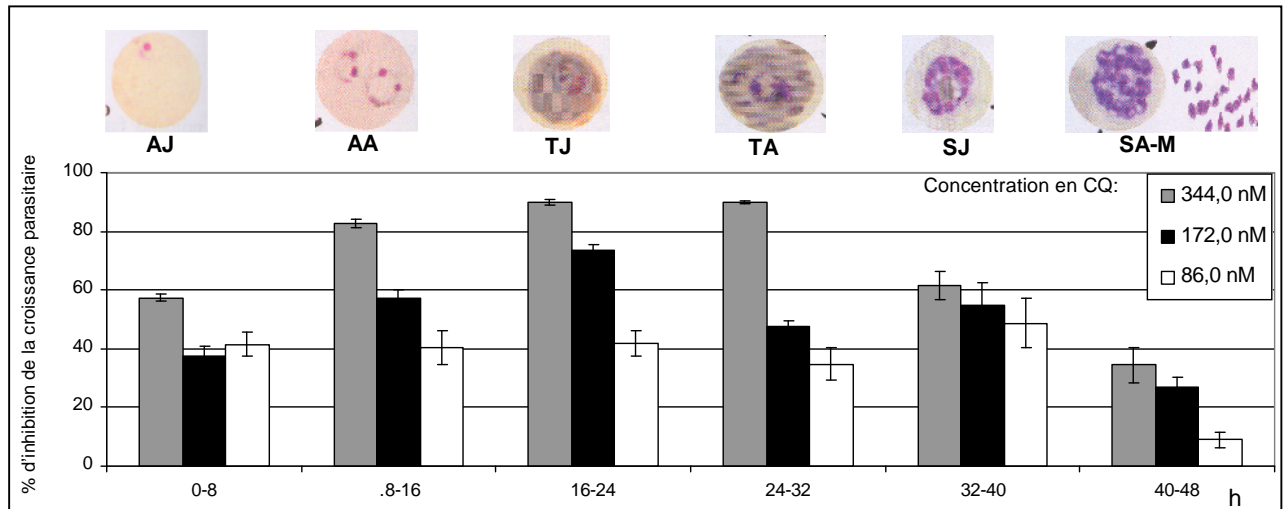 AJ AA TJ TA SJ SA-M
% d'inhibition de la croissance parasitaire
Concentration en CQ:
344,0 nM
172,0 nM
86,0 nM
100
80
60
40
20
0
0-8 .8-16 16-24 24-32 32-40 40-48 h